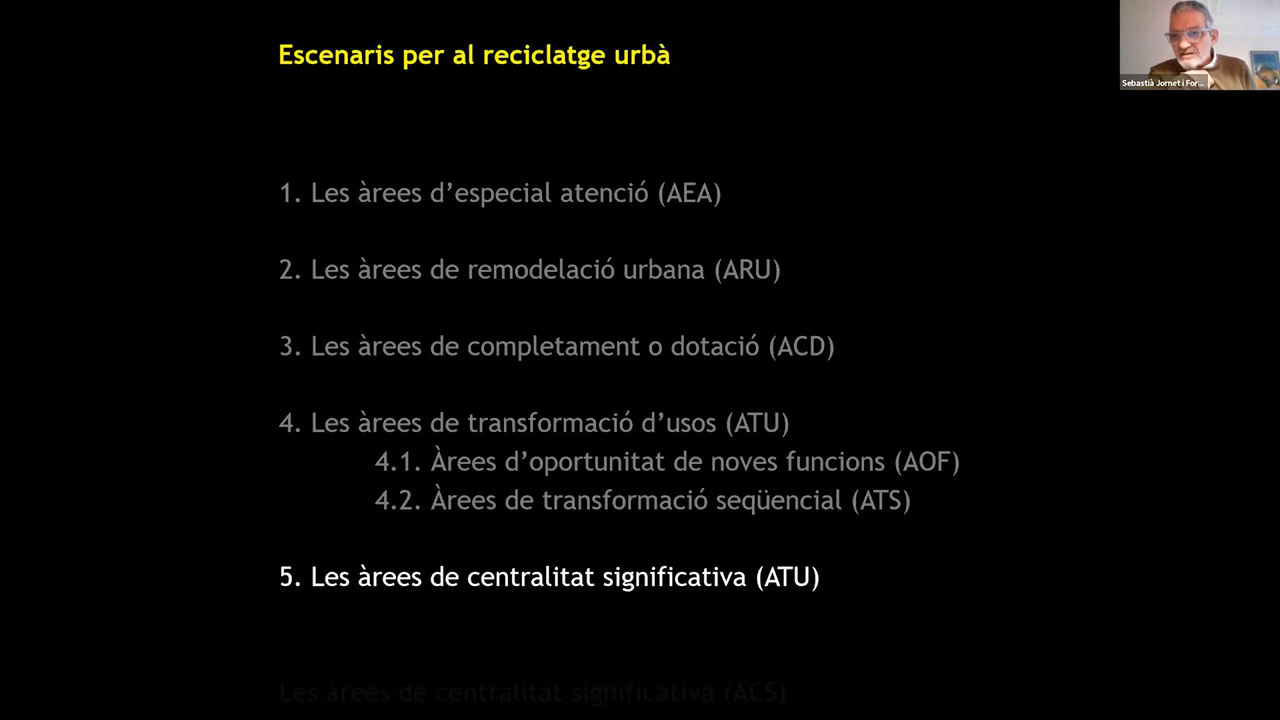 Escenaris per al reciclatge urbà
Sebastià Jornet i For...
1. Les àrees d’especial atenció (AEA)
2. Les àrees de remodelació urbana (ARU)
3. Les àrees de completament o dotació (ACD)
4. Les àrees de transformació d’usos (ATU)
4.1. Àrees d’oportunitat de noves funcions (AOF)
4.2. Àrees de transformació seqüencial (ATS)
5. Les àrees de centralitat significativa (ATU)
Les àrees de centralitat significativa (ACS)